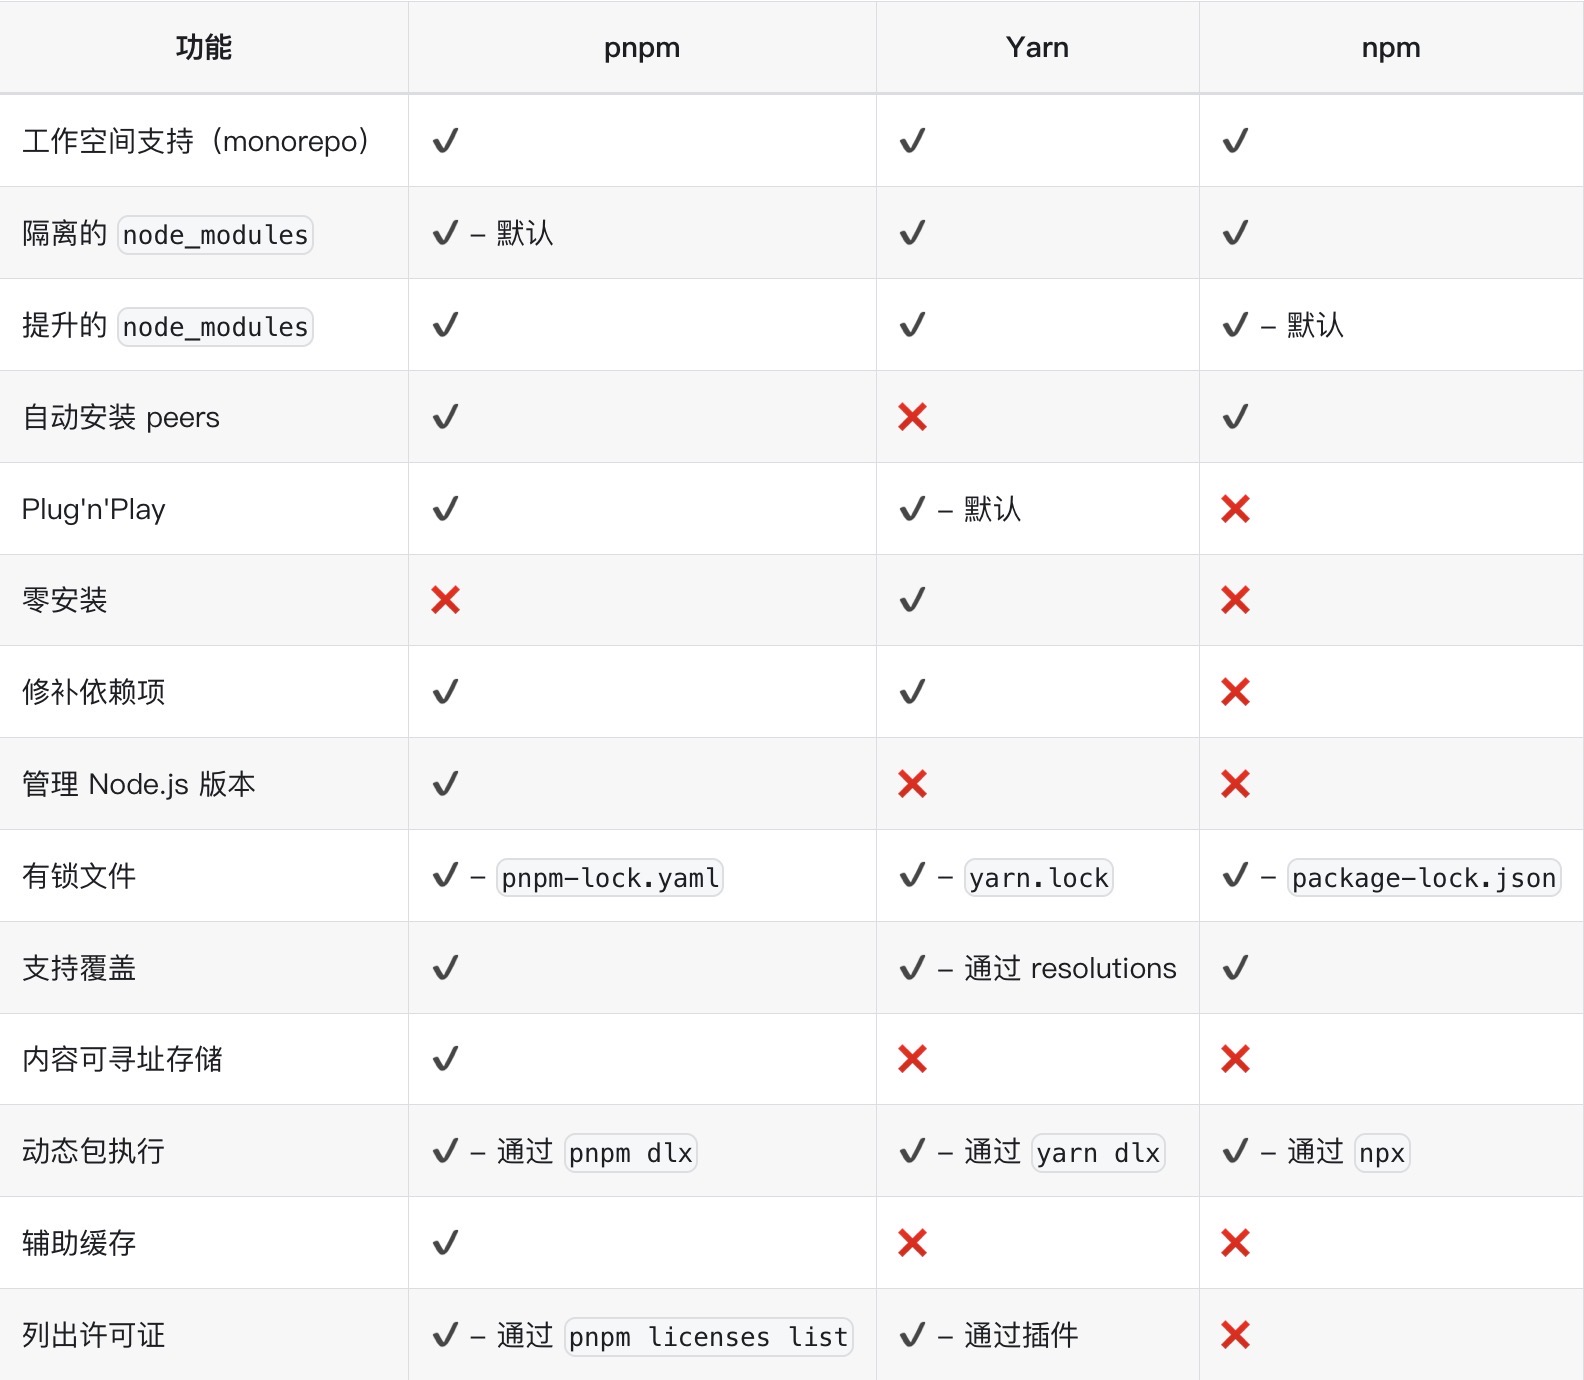 功能 pnpm Yarn npm
工作空间支持（monorepo） ✔ ✔ ✔
隔离的 node_modules ✔ – 默认 ✔ ✔
提升的 node_modules ✔ ✔ ✔ – 默认
自动安装 peers ✔ ❌ ✔
Plug'n'Play ✔ ✔ – 默认 ❌
零安装 ❌ ✔ ❌
修补依赖项 ✔ ✔ ❌
管理 Node.js 版本 ✔ ❌ ❌
有锁文件 ✔ – pnpm-lock.yaml ✔ – yarn.lock ✔ – package-lock.json
支持覆盖 ✔ ✔ – 通过 resolutions ✔
内容可寻址存储 ✔ ❌ ❌
动态包执行 ✔ – 通过 pnpm dlx ✔ – 通过 yarn dlx ✔ – 通过 npx
辅助缓存 ✔ ❌ ❌
列出许可证 ✔ – 通过 pnpm licenses list ✔ – 通过插件 ❌